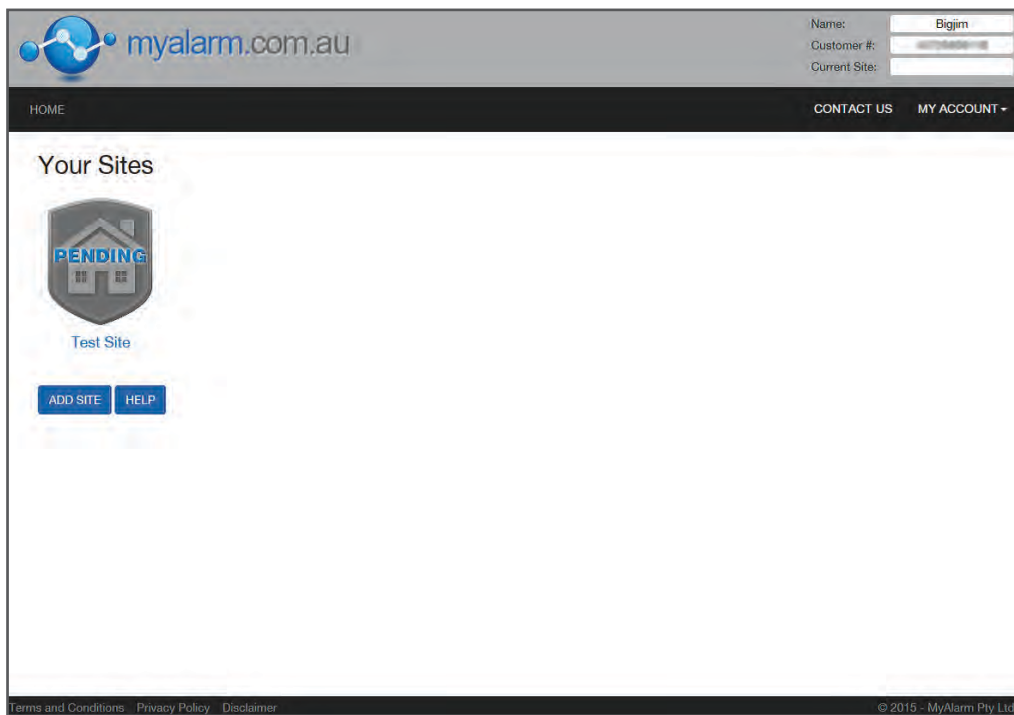 myalarm.com.au
Name: Bigjim
Customer #:
Current Site:
HOME CONTACT US MY ACCOUNT
Your Sites
PENDING
Test Site
ADD SITE HELP
Terms and Conditions Privacy Policy Disclaimer © 2015 - MyAlarm Pty Ltd